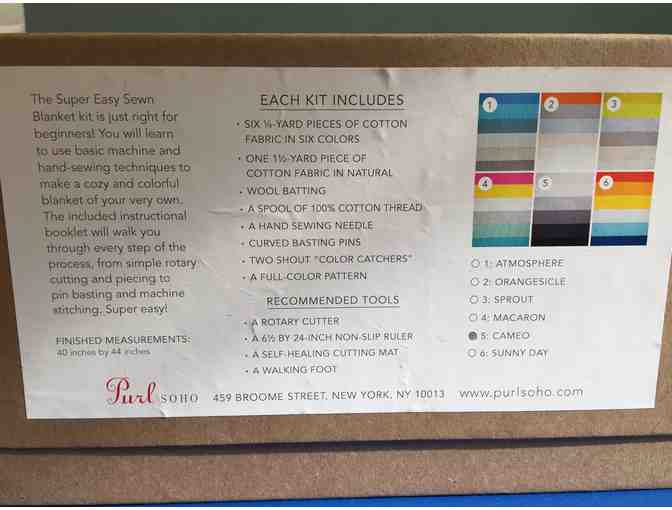 The Super Easy Sewn
Blanket kit is just right for
beginners! You will learn
to use basic machine and
hand-sewing techniques to
make a cozy and colorful
blanket of your very own.
The included instructional
booklet will walk you
through every step of the
process, from simple rotary
cutting and piecing to
pin basting and machine
stitching. Super easy!
FINISHED MEASUREMENTS:
40 inches by 44 inches
EACH KIT INCLUDES
• SIX ¼-YARD PIECES OF COTTON
FABRIC IN SIX COLORS
• ONE 1½-YARD PIECE OF
COTTON FABRIC IN NATURAL
• WOOL BATTING
• A SPOOL OF 100% COTTON THREAD
• A HAND SEWING NEEDLE
• CURVED BASTING PINS
• TWO SHOUT "COLOR CATCHERS"
• A FULL-COLOR PATTERN
RECOMMENDED TOOLS
• A ROTARY CUTTER
• A 6½ BY 24-INCH NON-SLIP RULER
• A SELF-HEALING CUTTING MAT
• A WALKING FOOT
1
2
3
4
5
6
1: ATMOSPHERE
2: ORANGESICLE
3: SPROUT
4: MACARON
5: CAMEO
6: SUNNY DAY
Purl SOHO 459 BROOME STREET, NEW YORK, NY 10013 www.purlsoho.com